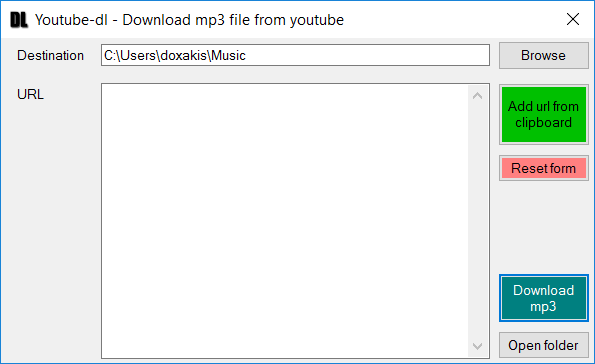 DL Youtube-dl - Download mp3 file from youtube
Destination C:\Users\doxakis\Music Browse
URL
Add url from
clipboard
Reset form
Download
mp3
Open folder